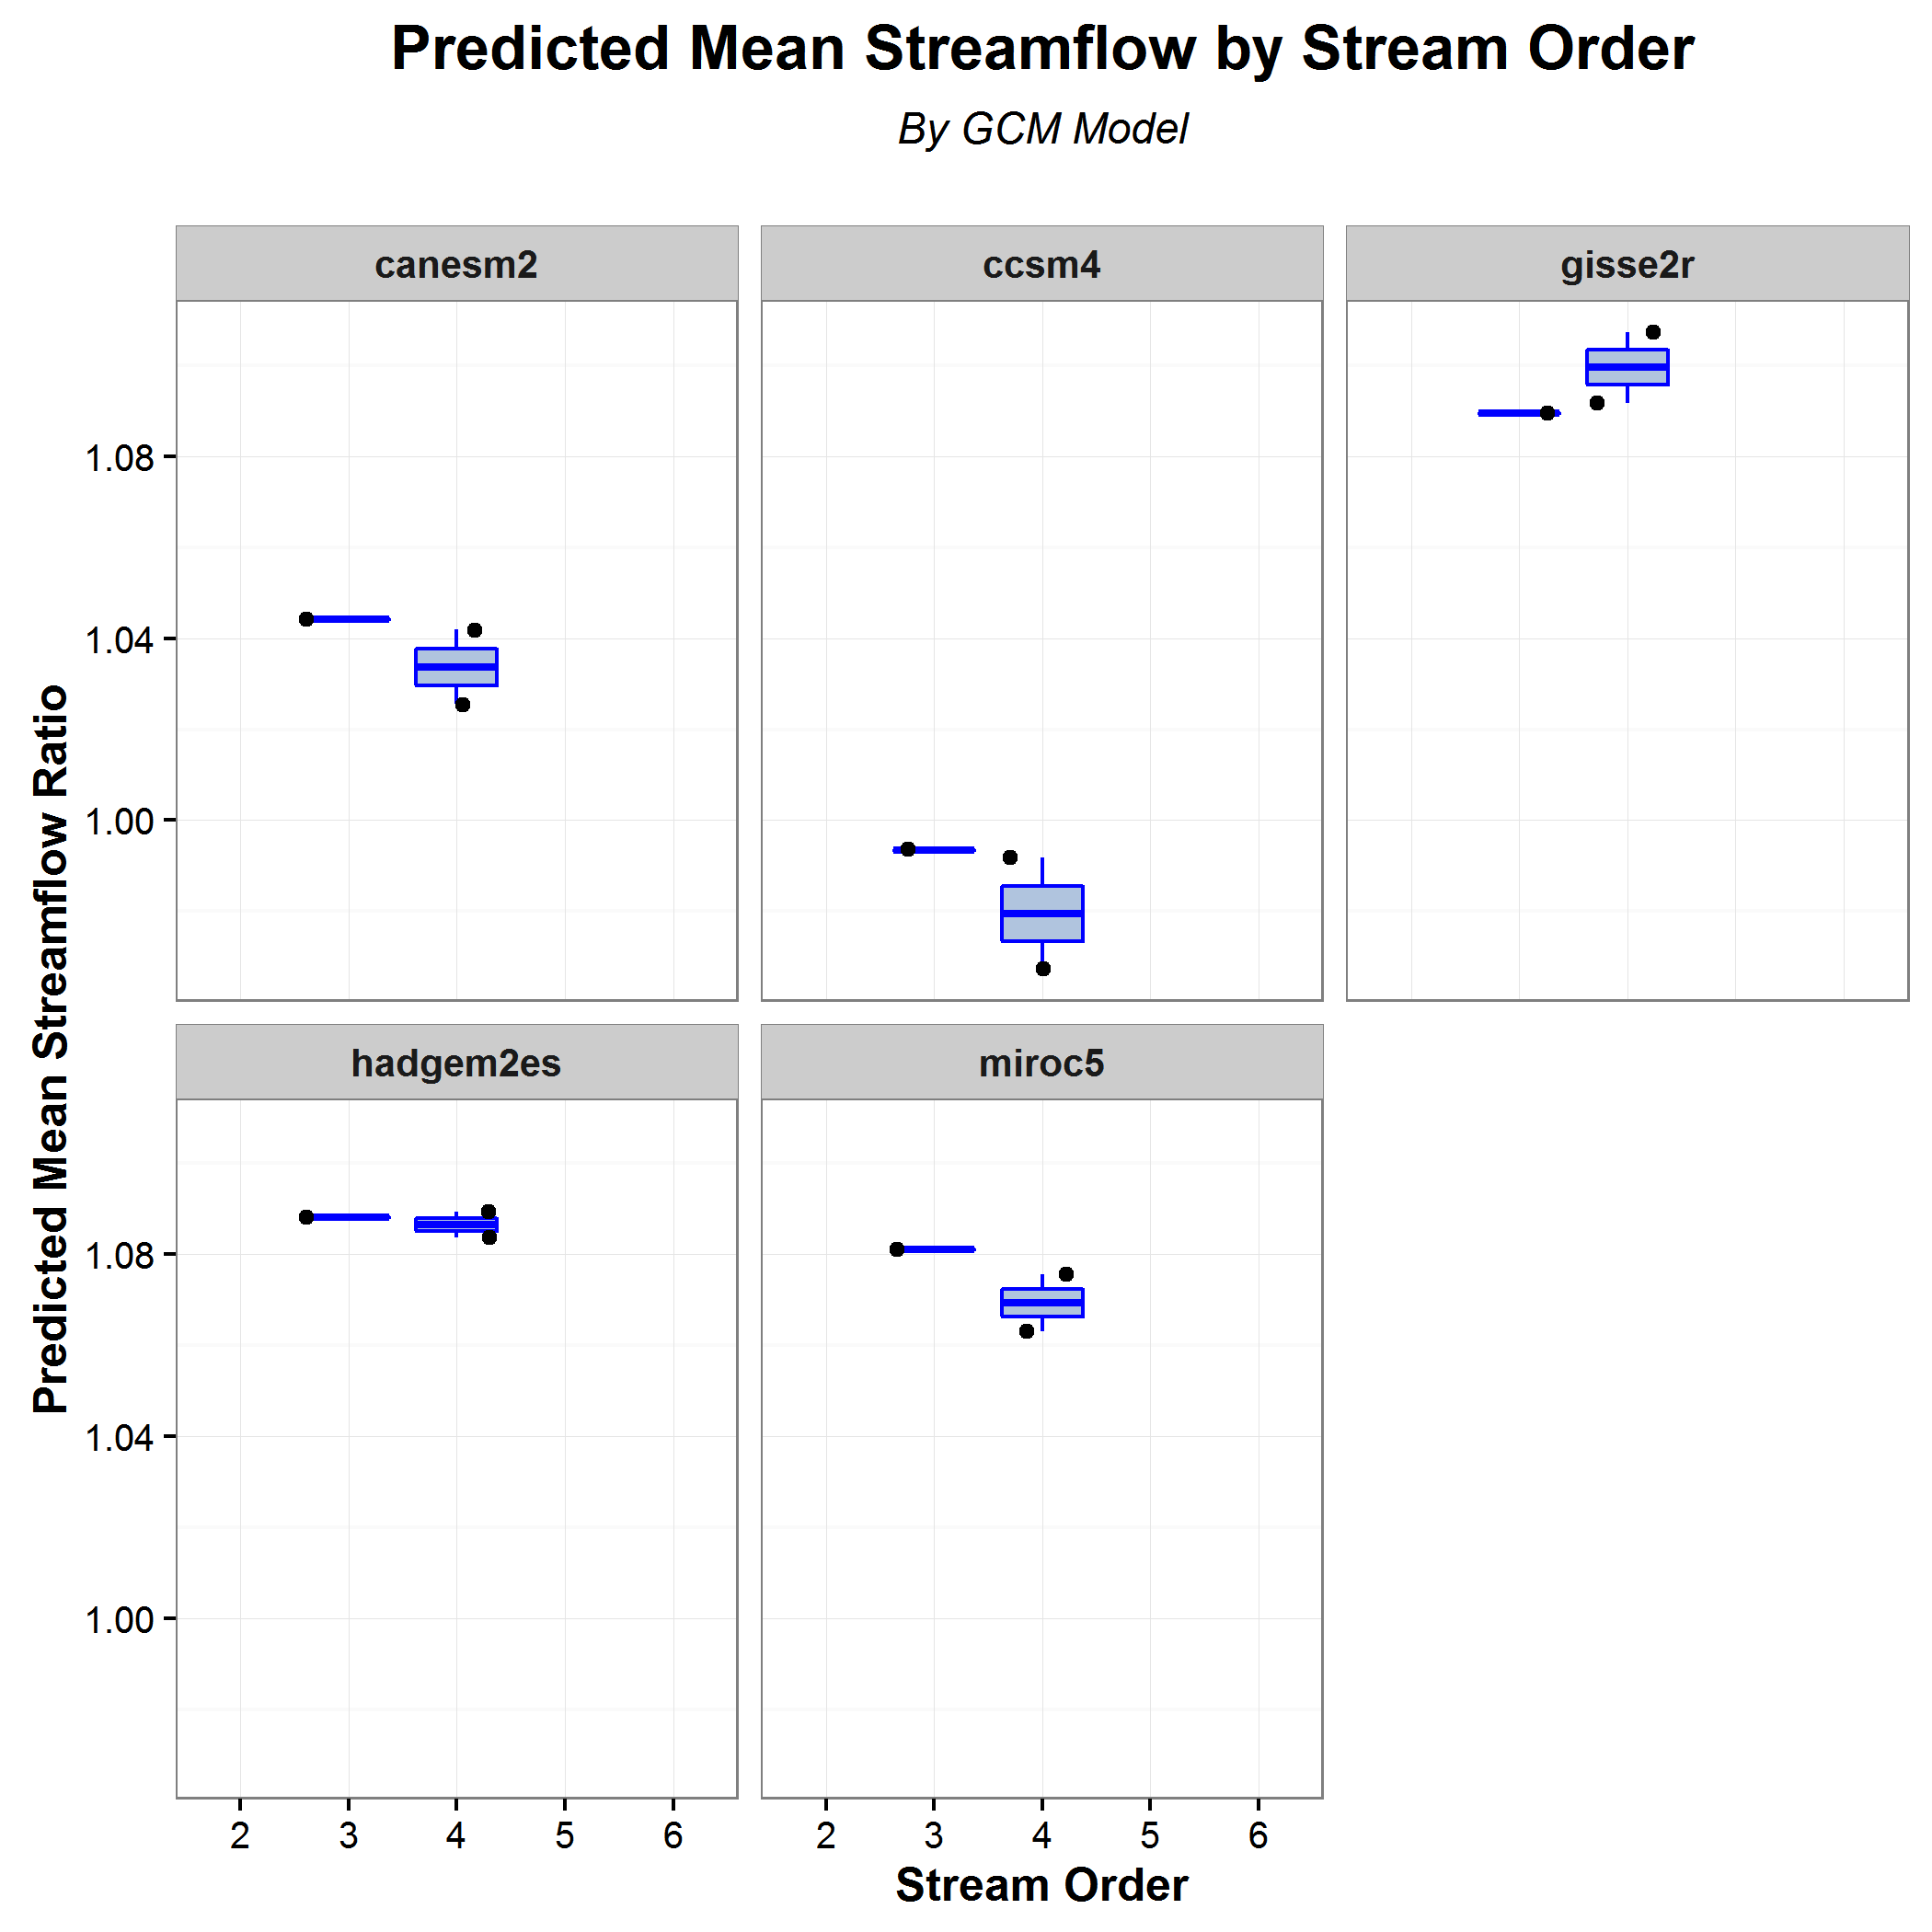 Predicted Mean Streamflow by Stream Order
By GCM Model
canesm2
ccsm4
gisse2r
1.08
1.04
1.00
Predicted Mean Streamflow Ratio
hadgem2es
miroc5
1.08
1.04
1.00
2 3 4 5 6
2 3 4 5 6
Stream Order